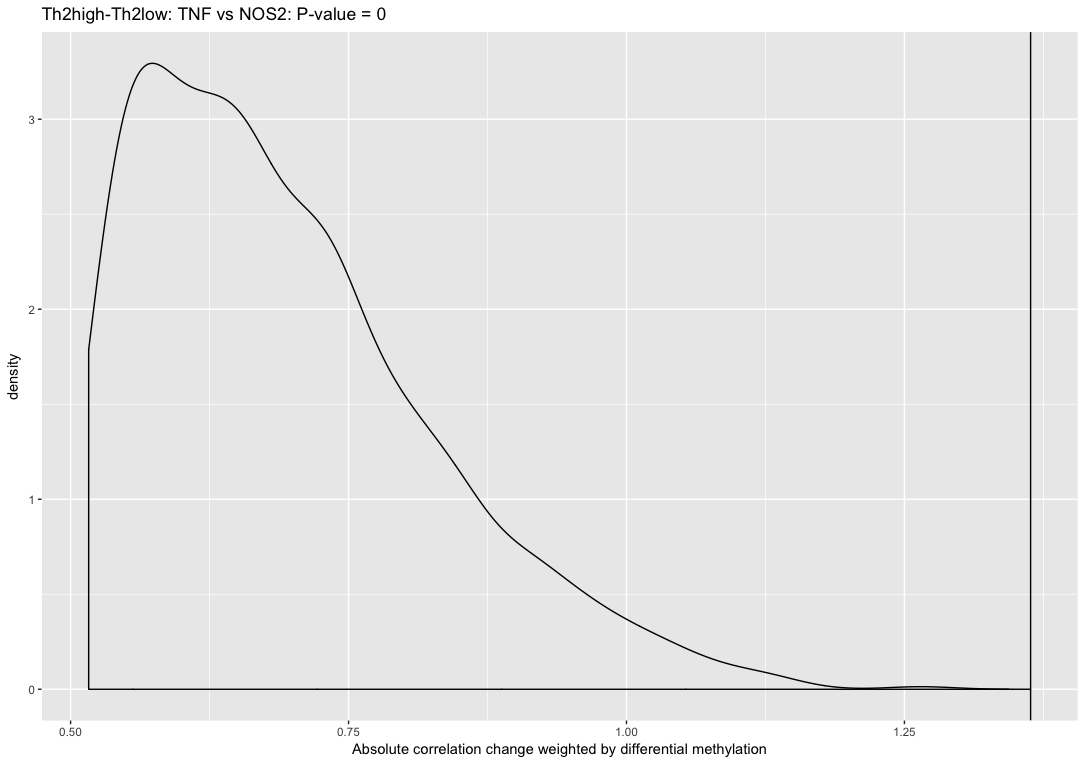 Th2high-Th2low: TNF vs NOS2: P-value = 0
density
3
2
1
0
0.50 0.75 1.00 1.25
Absolute correlation change weighted by differential methylation